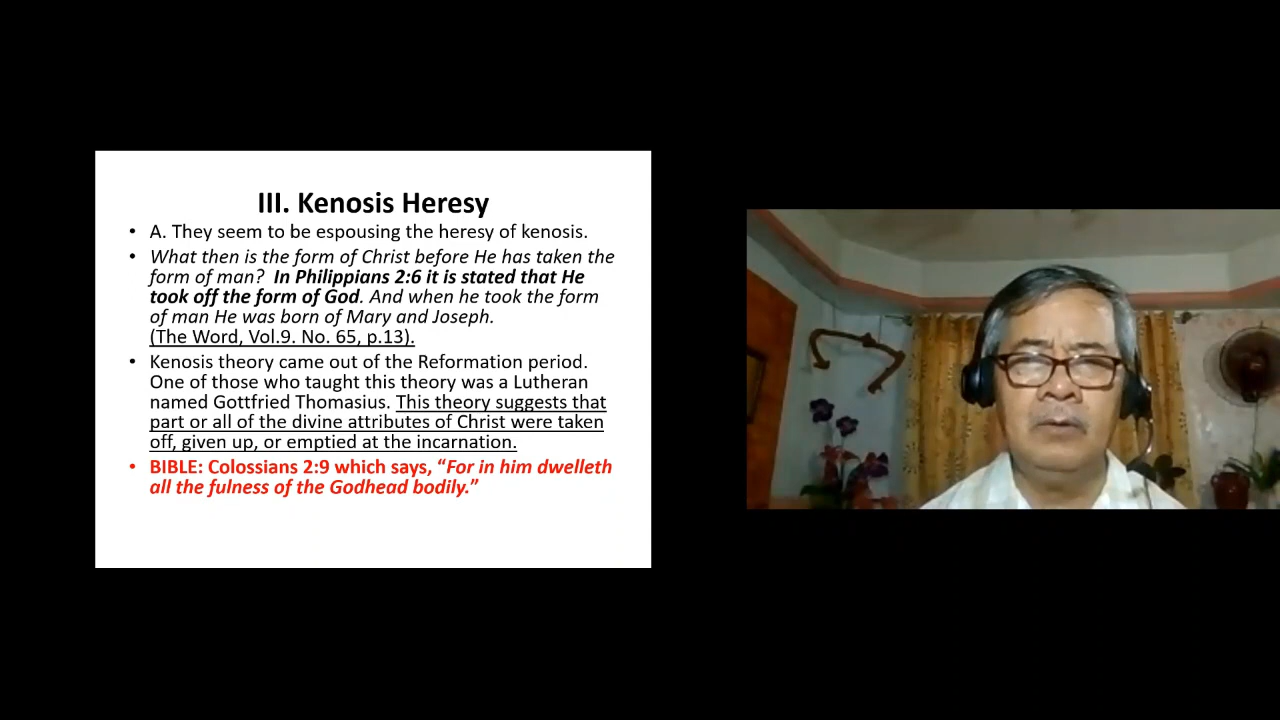 III. Kenosis Heresy
• A. They seem to be espousing the heresy of kenosis.
• What then is the form of Christ before He has taken the
form of man? In Philippians 2:6 it is stated that He
took off the form of God. And when he took the form
of man He was born of Mary and Joseph.
(The Word, Vol.9. No. 65, p.13).
• Kenosis theory came out of the Reformation period.
One of those who taught this theory was a Lutheran
named Gottfried Thomasius. This theory suggests that
part or all of the divine attributes of Christ were taken
off, given up, or emptied at the incarnation.
• BIBLE: Colossians 2:9 which says, “For in him dwelleth
all the fulness of the Godhead bodily.”